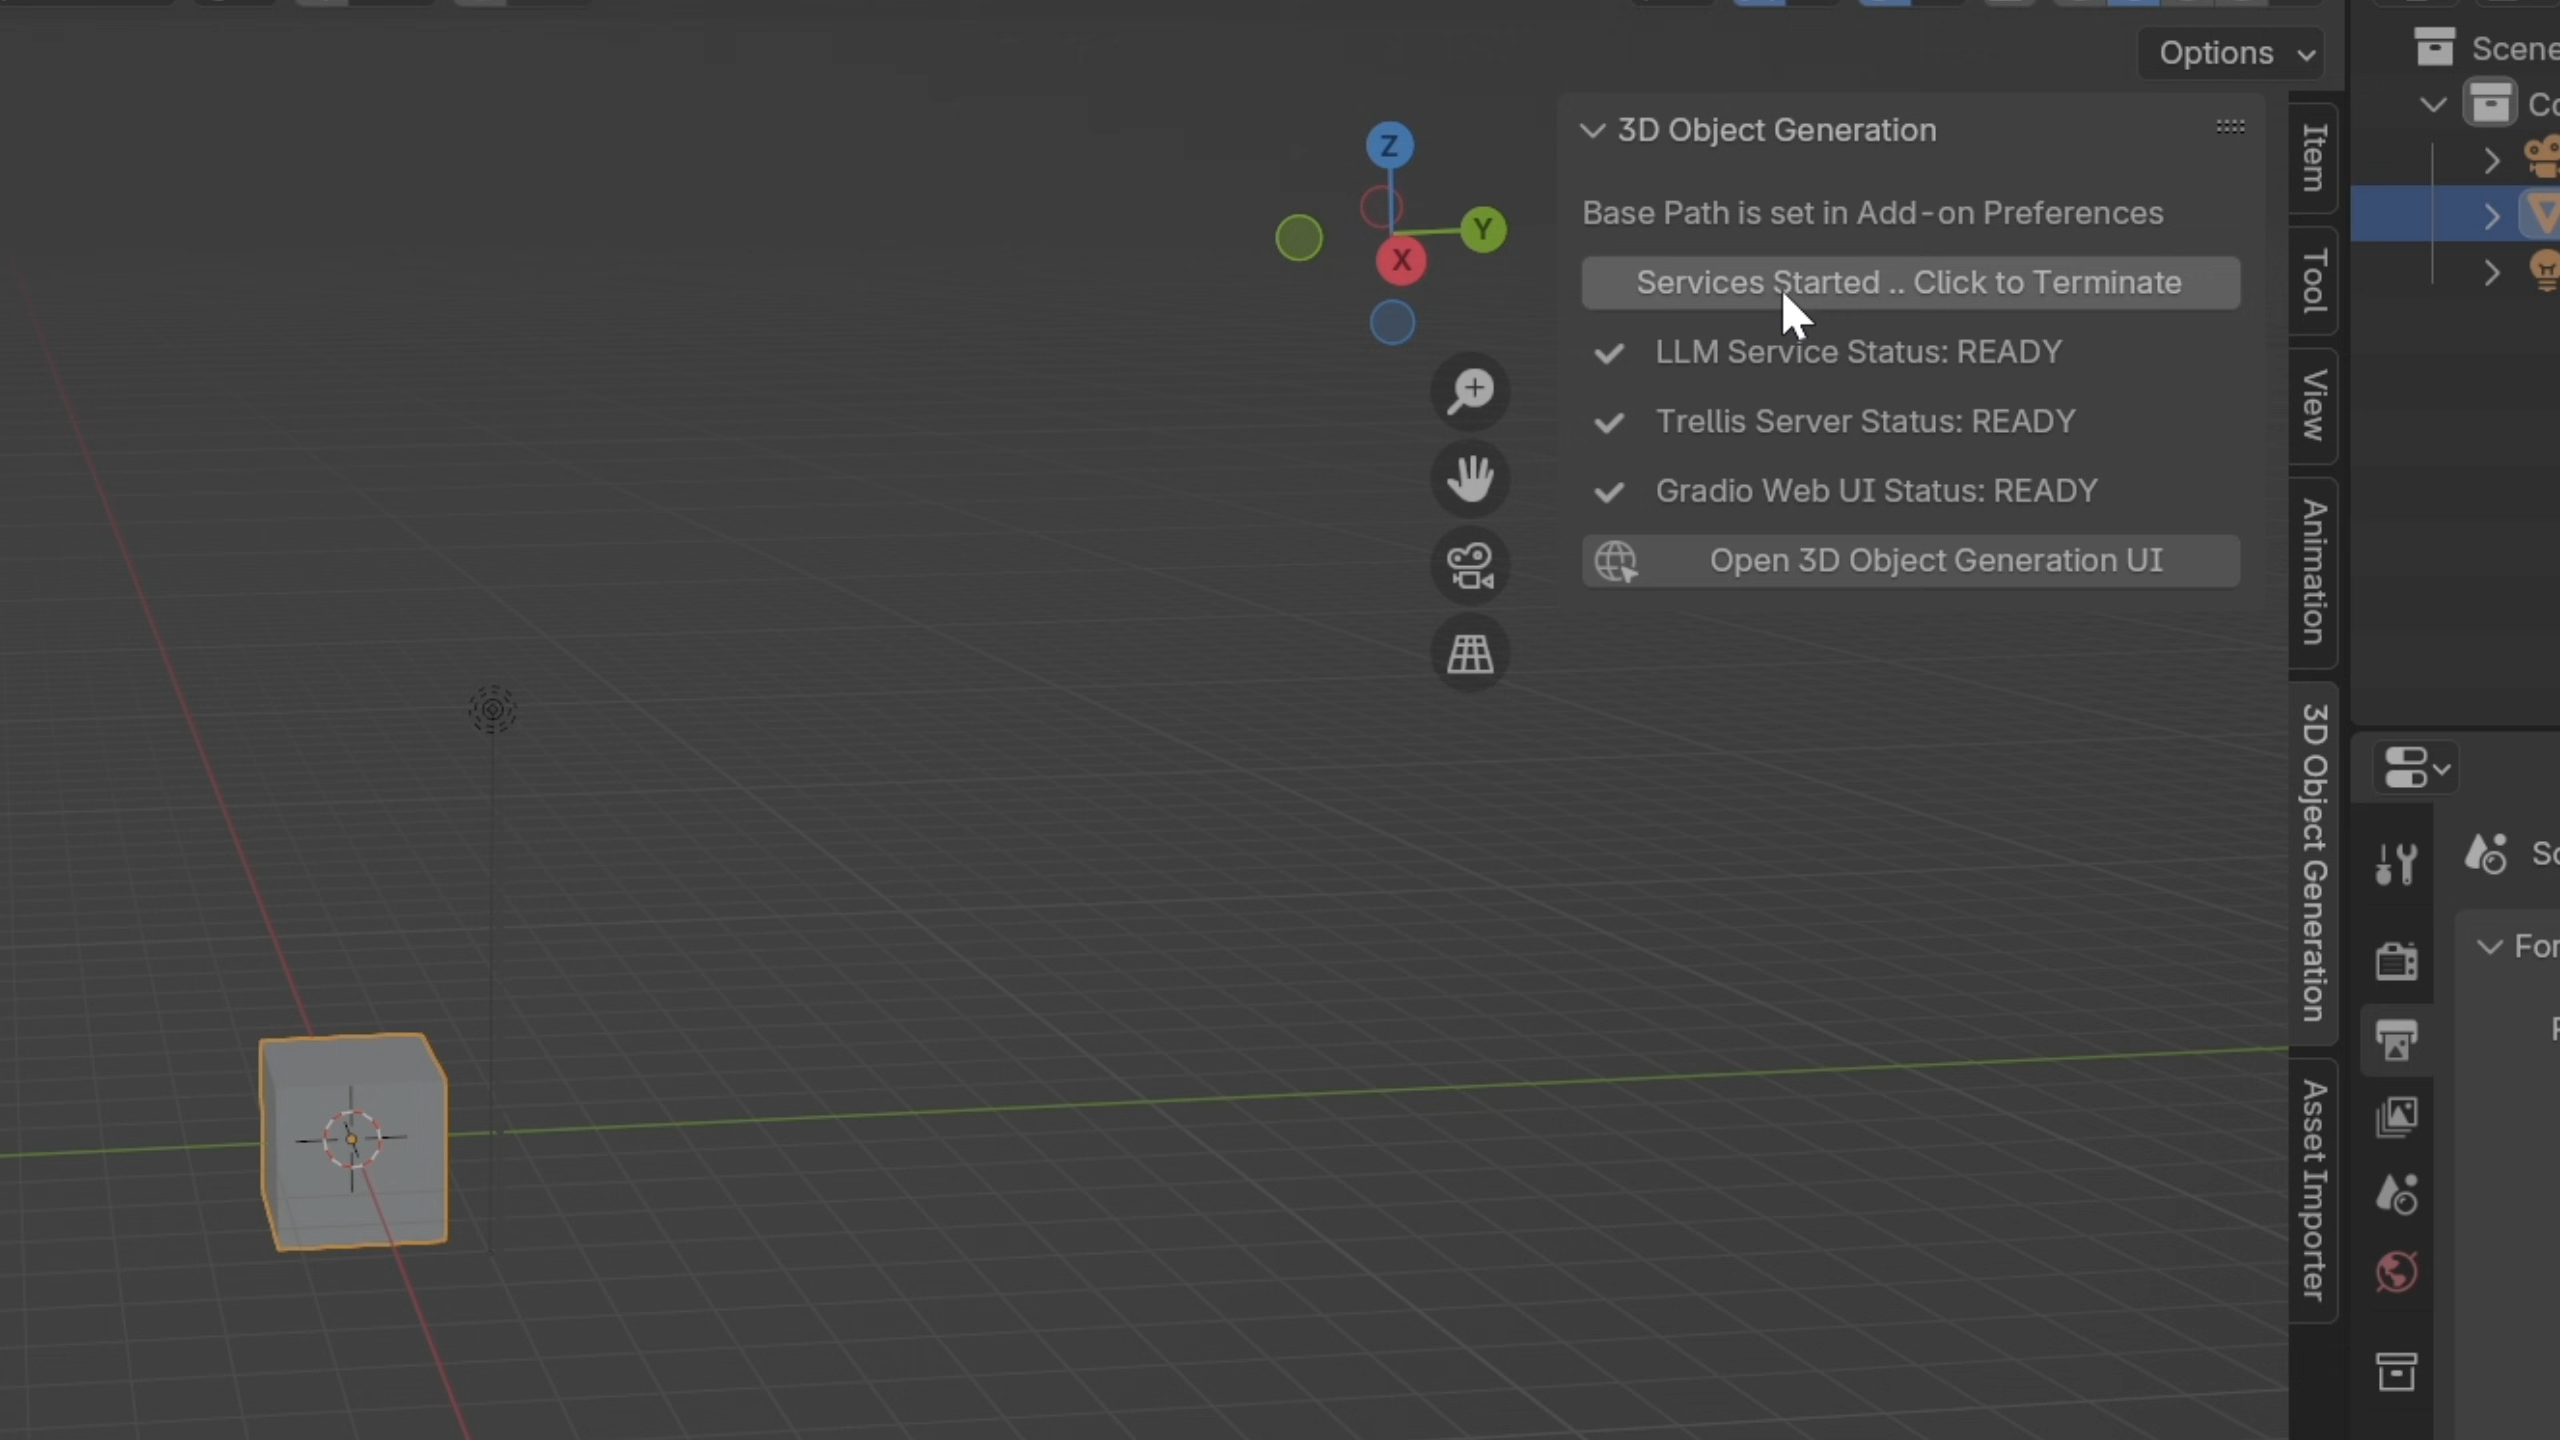 Options
Scene
3D Object Generation
Base Path is set in Add-on Preferences
Services Started .. Click to Terminate
LLM Service Status: READY
Trellis Server Status: READY
Gradio Web UI Status: READY
Open 3D Object Generation UI
Z
Y
X
Item
Tool
View
Animation
3D Object Generation
Asset Importer